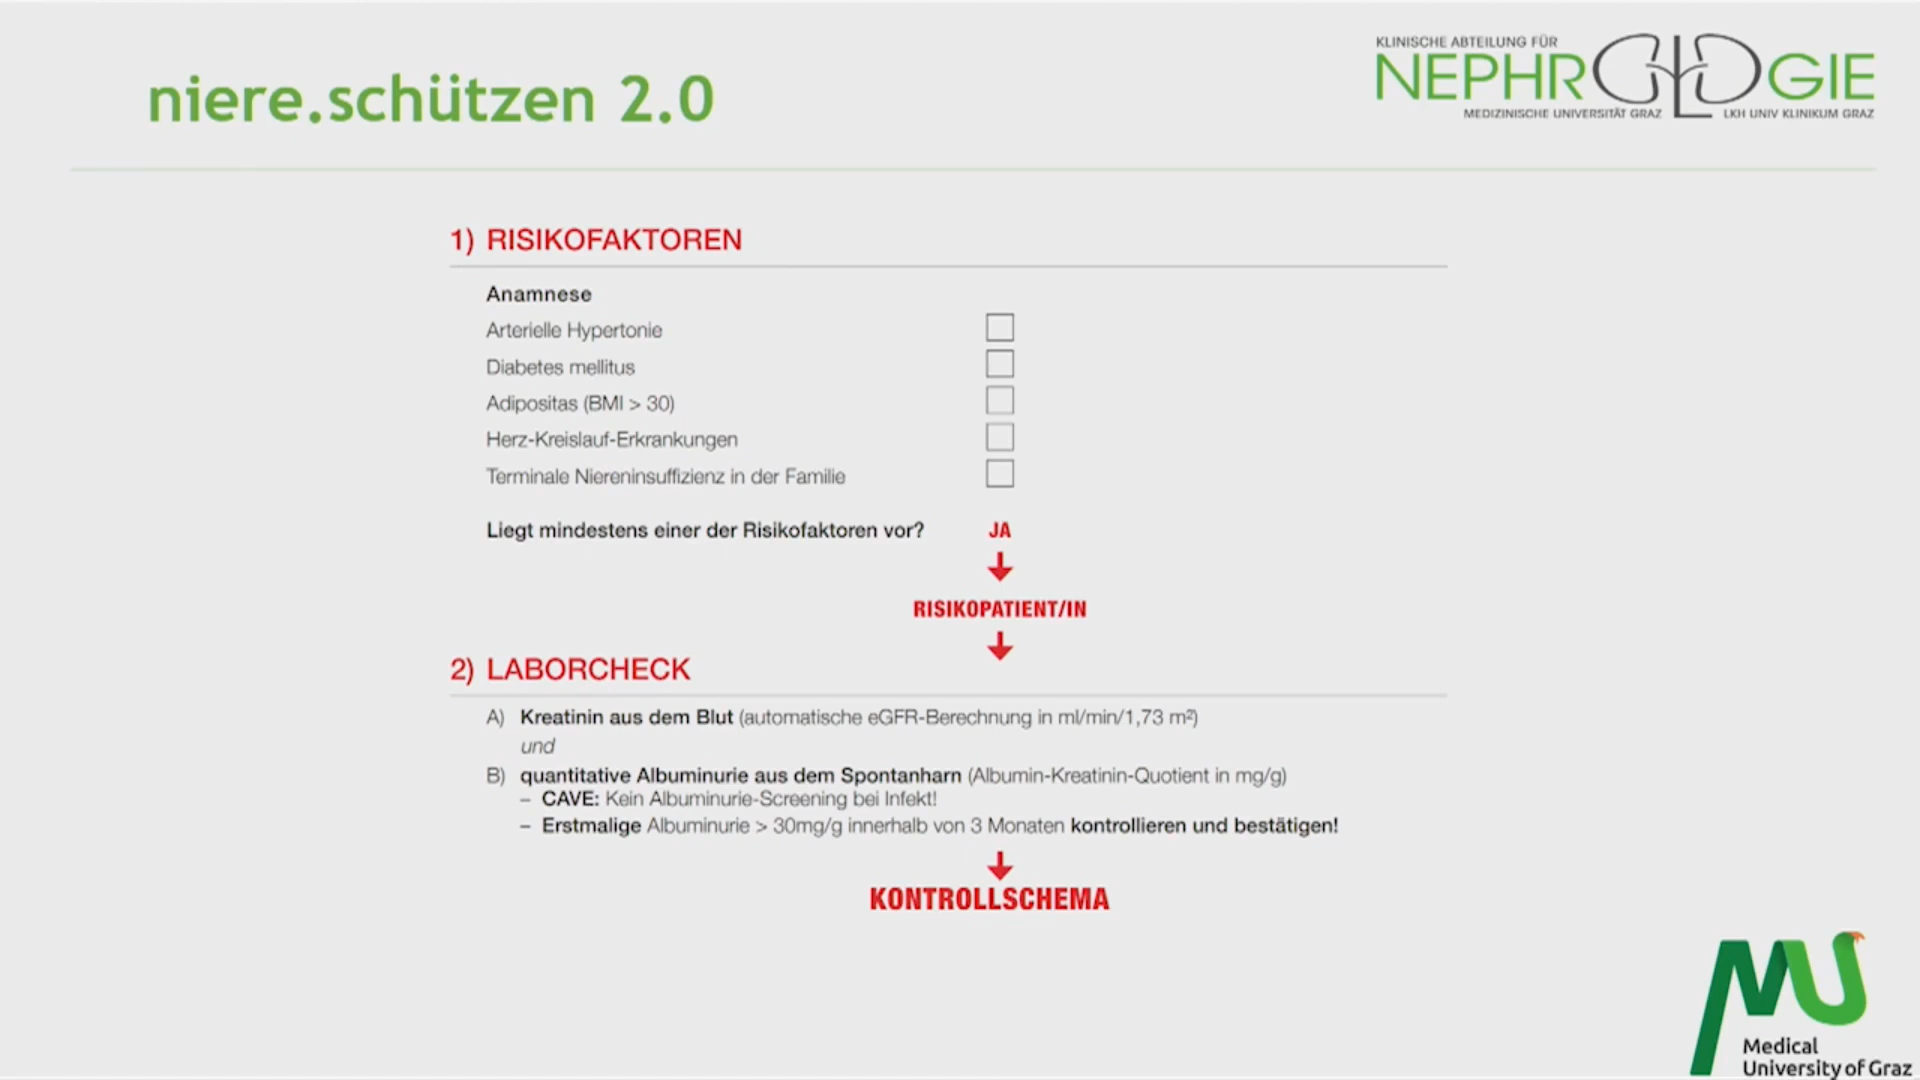 niere.schützen 2.0
KLINISCHE ABTEILUNG FÜR
NEPHROLOGIE
MEDIZINISCHE UNIVERSITÄT GRAZ
LKH UNIV KLINIKUM GRAZ
1) RISIKOFAKTOREN
Anamnese
Arterielle Hypertonie
Diabetes mellitus
Adipositas (BMI > 30)
Herz-Kreislauf-Erkrankungen
Terminale Niereninsuffizienz in der Familie
Liegt mindestens einer der Risikofaktoren vor? JA
RISIKOPATIENT/IN
2) LABORCHECK
A) Kreatinin aus dem Blut (automatische eGFR-Berechnung in ml/min/1,73 m²)
und
B) quantitative Albuminurie aus dem Spontanharn (Albumin-Kreatinin-Quotient in mg/g)
– CAVE: Kein Albuminurie-Screening bei Infekt!
– Erstmalige Albuminurie > 30mg/g innerhalb von 3 Monaten kontrollieren und bestätigen!
KONTROLLSCHEMA
MU
Medical
University of Graz